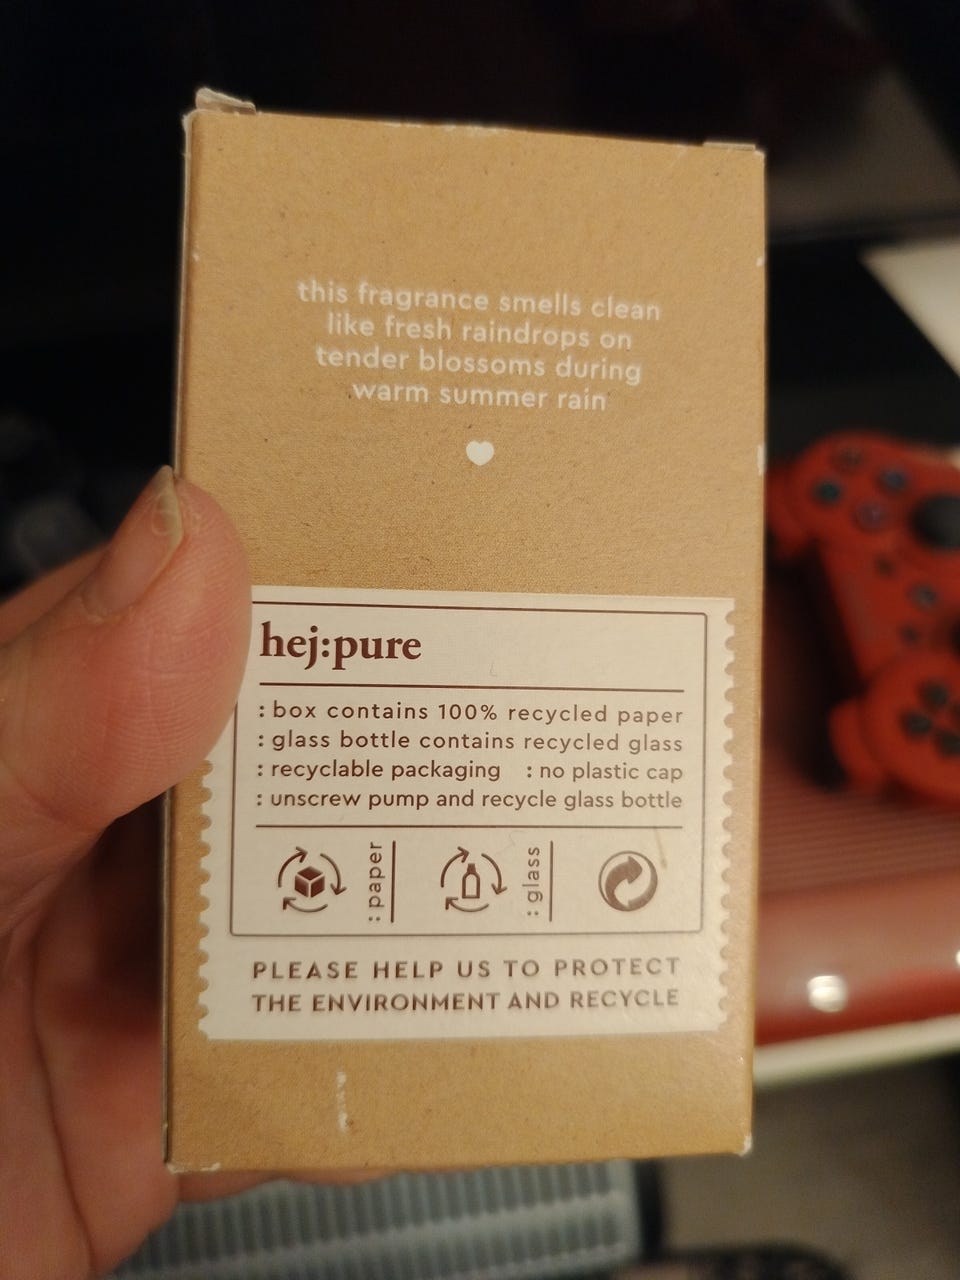 this fragrance smells clean
like fresh raindrops on
tender blossoms during
warm summer rain
hej:pure
: box contains 100% recycled paper
: glass bottle contains recycled glass
: recyclable packaging : no plastic cap
: unscrew pump and recycle glass bottle
: paper
: glass
PLEASE HELP US TO PROTECT
THE ENVIRONMENT AND RECYCLE